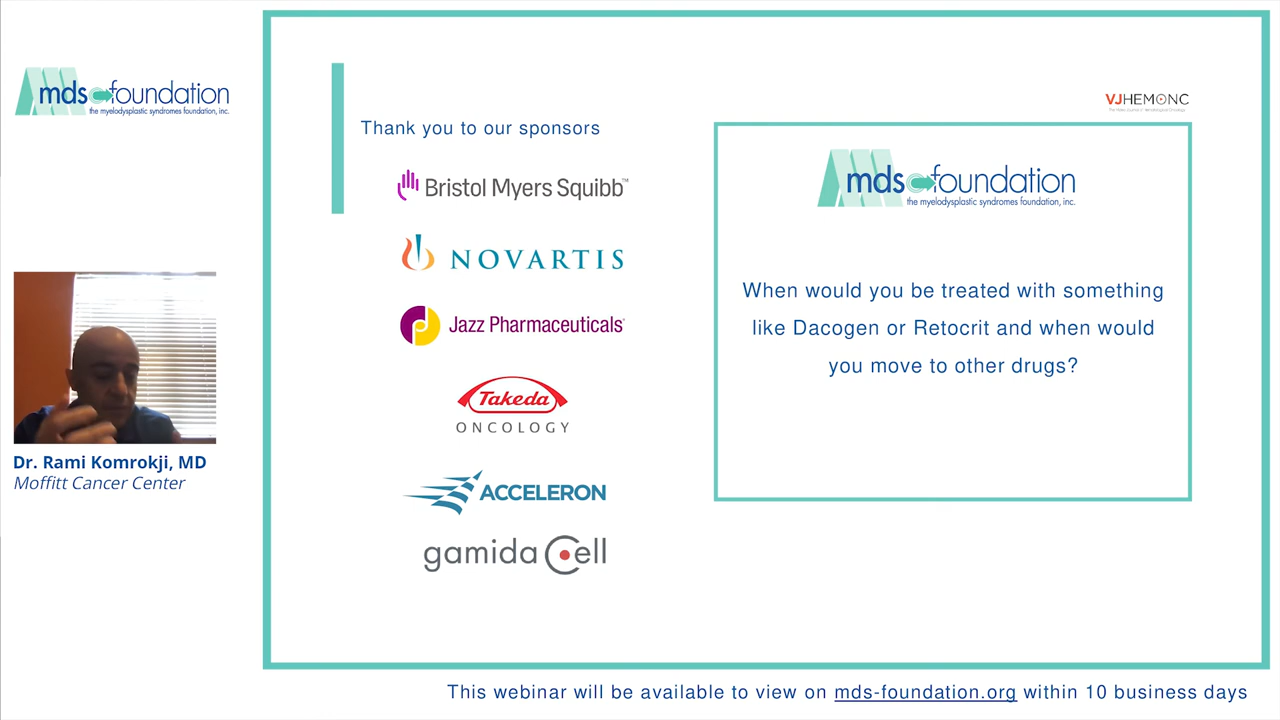 mds foundation
the myelodysplastic syndromes foundation, inc.
Dr. Rami Komrokji, MD
Moffitt Cancer Center
Thank you to our sponsors
Bristol Myers Squibb™
NOVARTIS
Jazz Pharmaceuticals
Takeda
ONCOLOGY
ACCELERON
gamida Cell
VJHEMONC
mds foundation
the myelodysplastic syndromes foundation, inc.
When would you be treated with something
like Dacogen or Retocrit and when would
you move to other drugs?
This webinar will be available to view on mds-foundation.org within 10 business days